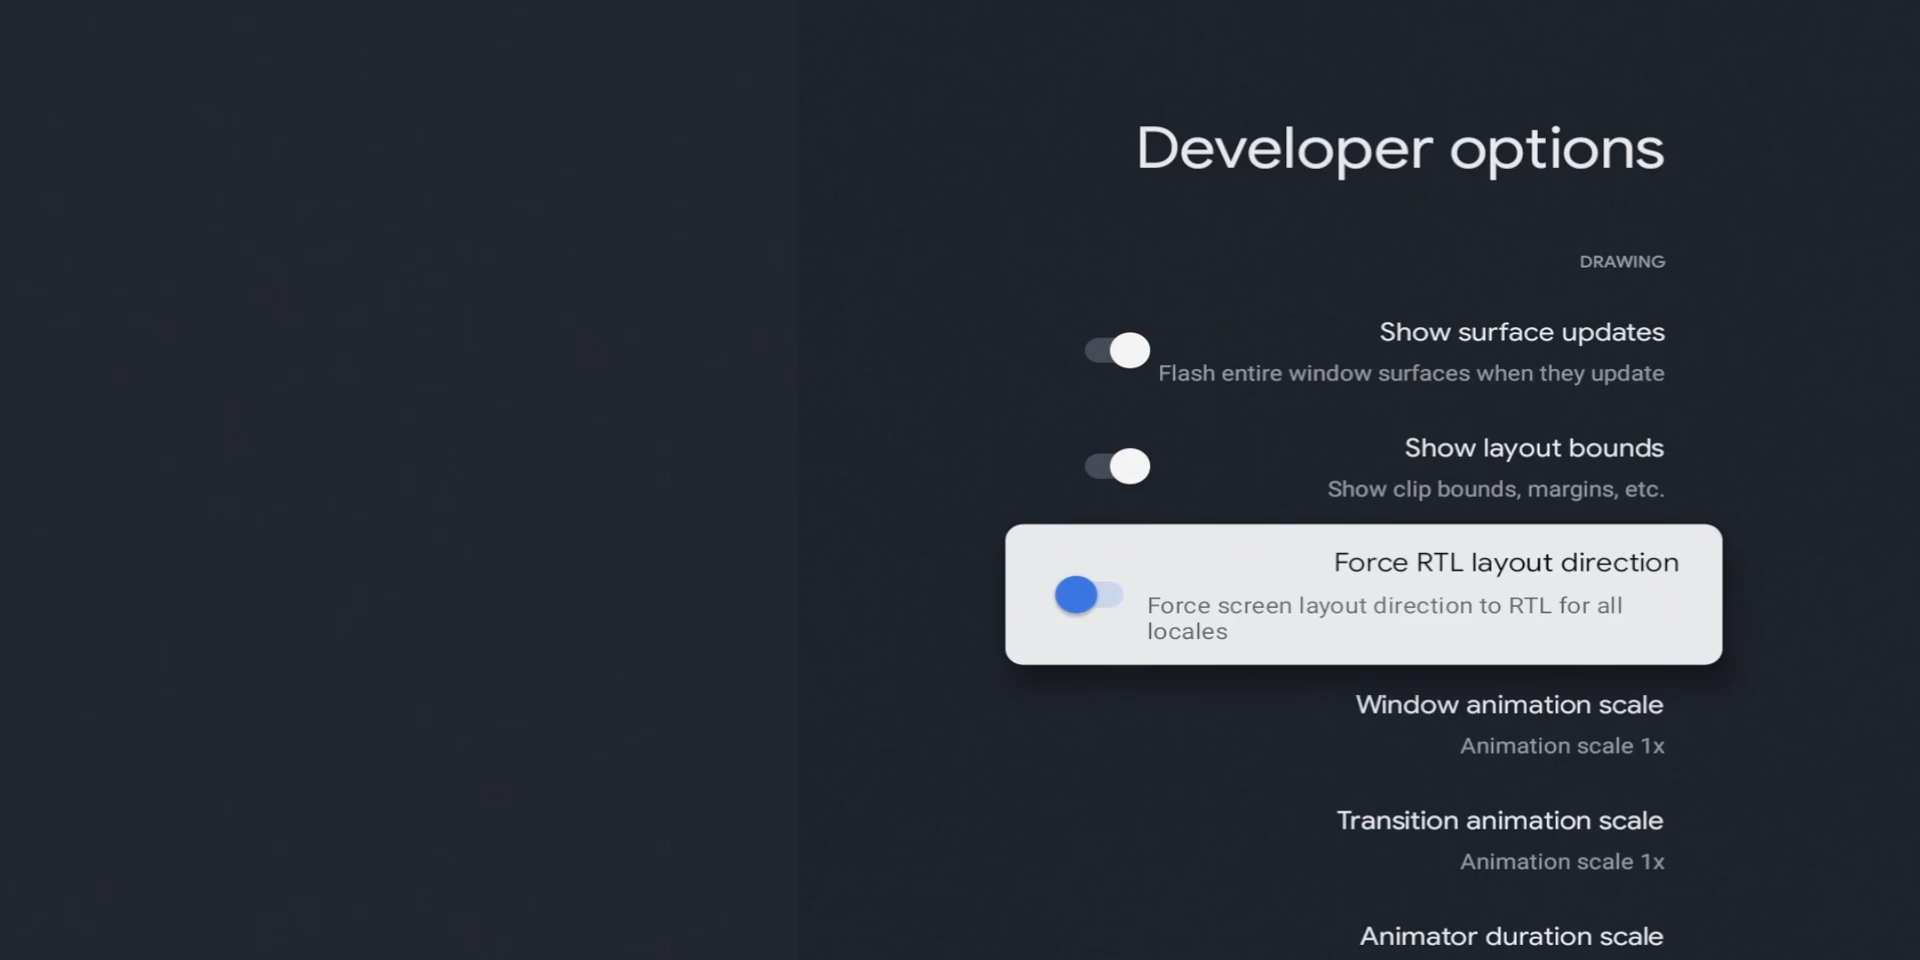 Developer options
DRAWING
Show surface updates
Flash entire window surfaces when they update
Show layout bounds
Show clip bounds, margins, etc.
Force RTL layout direction
Force screen layout direction to RTL for all
locales
Window animation scale
Animation scale 1x
Transition animation scale
Animation scale 1x
Animator duration scale